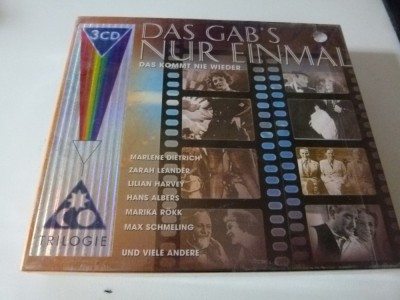 3CD
DAS GAB'S
NUR EINMAL
DAS KOMMT NIE WIEDER
MARLENE DIETRICH
ZARAH LEANDER
LILIAN HARVEY
HANS ALBERS
MARIKA RÖKK
MAX SCHMELING
UND VIELE ANDERE
TRILOGIE